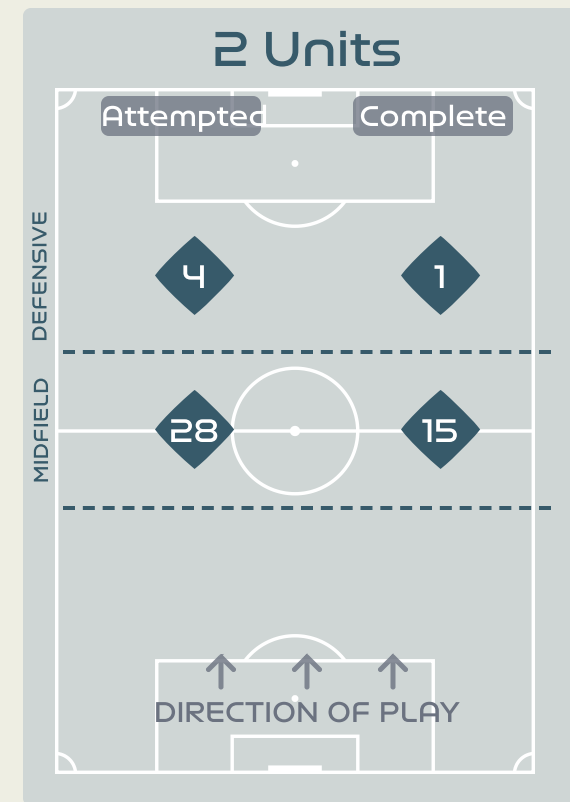 2 Units
Attempted
Complete
DEFENSIVE
4
1
MIDFIELD
28
15
DIRECTION OF PLAY